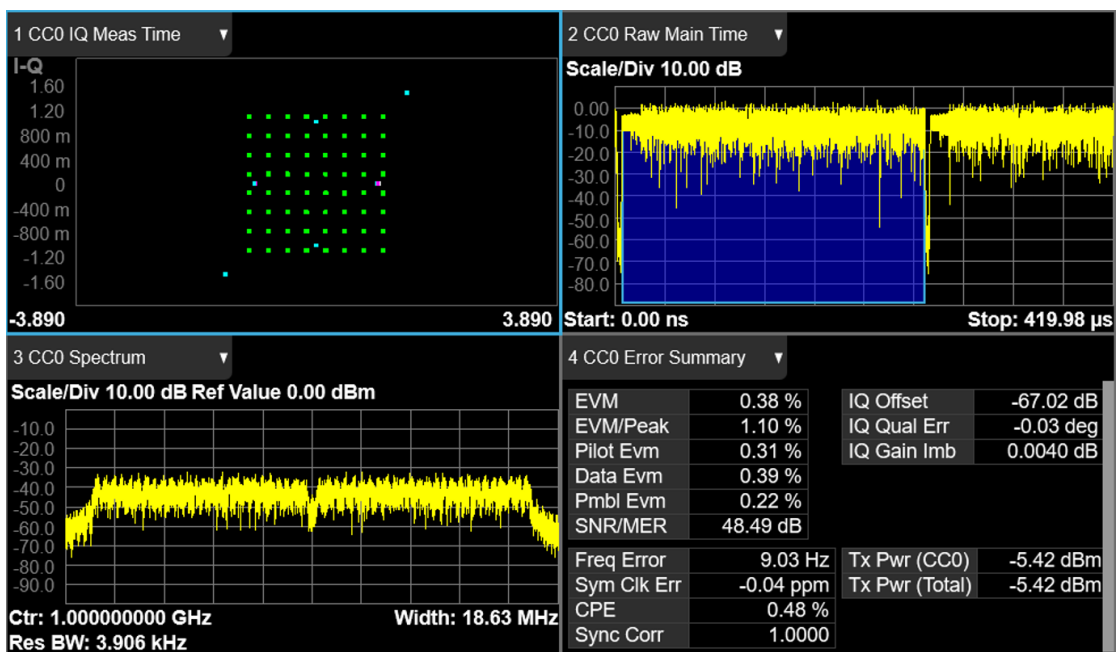 1 CC0 IQ Meas Time
I-Q
1.60
1.20
800 m
400 m
0
-400 m
-800 m
-1.20
-1.60
-3.890 3.890
2 CC0 Raw Main Time
Scale/Div 10.00 dB
0.00
-10.0
-20.0
-30.0
-40.0
-50.0
-60.0
-70.0
-80.0
Start: 0.00 ns Stop: 419.98 µs
3 CC0 Spectrum
Scale/Div 10.00 dB Ref Value 0.00 dBm
-10.0
-20.0
-30.0
-40.0
-50.0
-60.0
-70.0
-80.0
-90.0
Ctr: 1.0000000000 GHz Width: 18.63 MHz
Res BW: 3.906 kHz
4 CC0 Error Summary
EVM 0.38 % IQ Offset -67.02 dB
EVM/Peak 1.10 % IQ Qual Err -0.03 deg
Pilot Evm 0.31 % IQ Gain Imb 0.0040 dB
Data Evm 0.39 %
Pmbl Evm 0.22 %
SNR/MER 48.49 dB
Freq Error 9.03 Hz Tx Pwr (CC0) -5.42 dBm
Sym Clk Err -0.04 ppm Tx Pwr (Total) -5.42 dBm
CPE 0.48 %
Sync Corr 1.0000